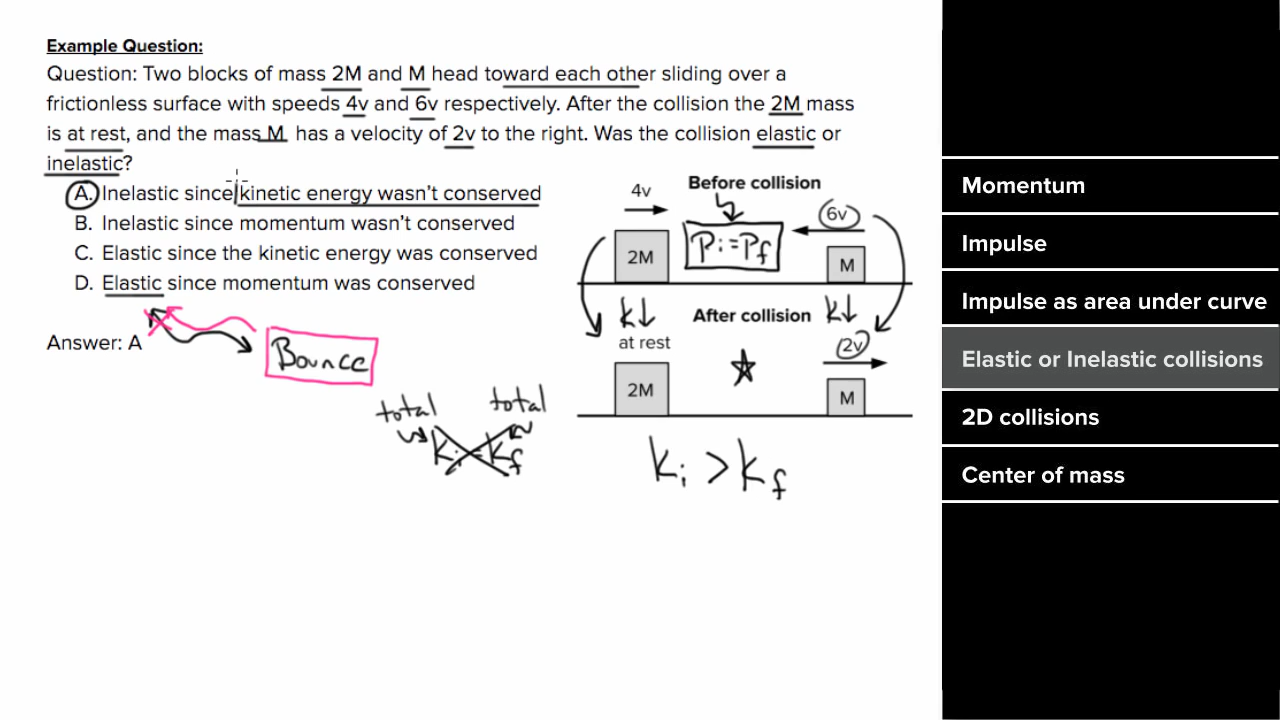 Example Question:
Question: Two blocks of mass 2M and M head toward each other sliding over a
frictionless surface with speeds 4v and 6v respectively. After the collision the 2M mass
is at rest, and the mass M has a velocity of 2v to the right. Was the collision elastic or
inelastic?
A. Inelastic since kinetic energy wasn't conserved
B. Inelastic since momentum wasn't conserved
C. Elastic since the kinetic energy was conserved
D. Elastic since momentum was conserved
Answer: A
Bounce
total total
Ki = Kf
4v
Before collision
6v
2M
Pi = Pf
M
K↓
After collision
K↓
at rest
2v
2M
M
Ki > Kf
Momentum
Impulse
Impulse as area under curve
Elastic or Inelastic collisions
2D collisions
Center of mass